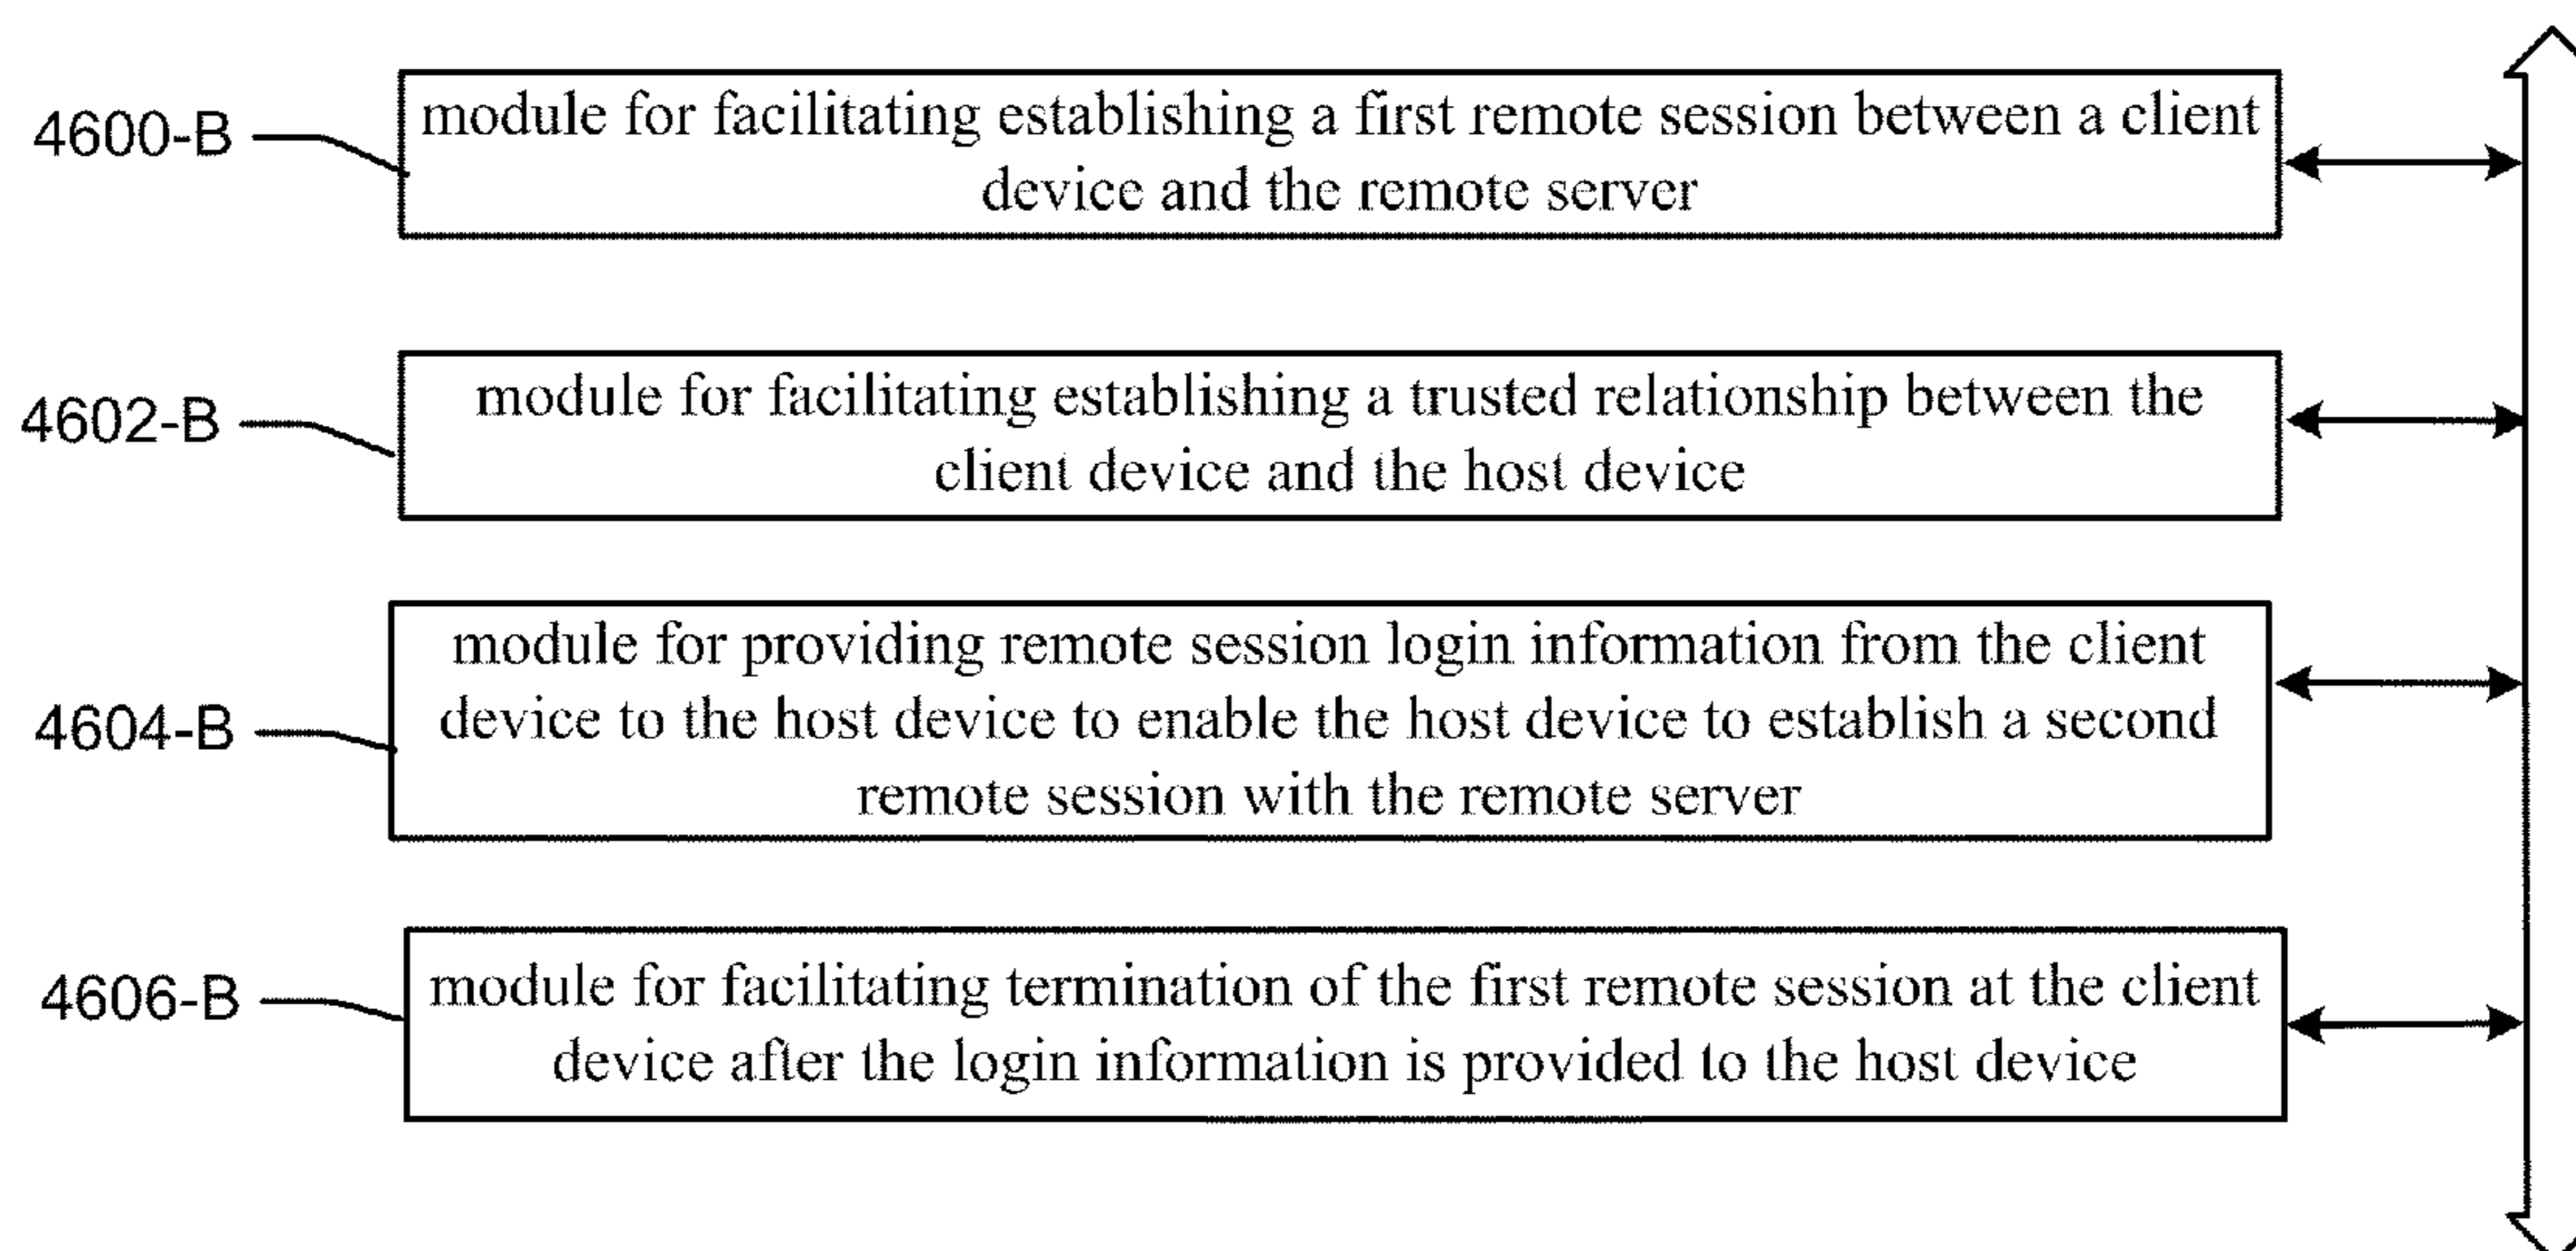 4600-B
module for facilitating establishing a first remote session between a client
device and the remote server
4602-B
module for facilitating establishing a trusted relationship between the
client device and the host device
4604-B
module for providing remote session login information from the client
device to the host device to enable the host device to establish a second
remote session with the remote server
4606-B
module for facilitating termination of the first remote session at the client
device after the login information is provided to the host device